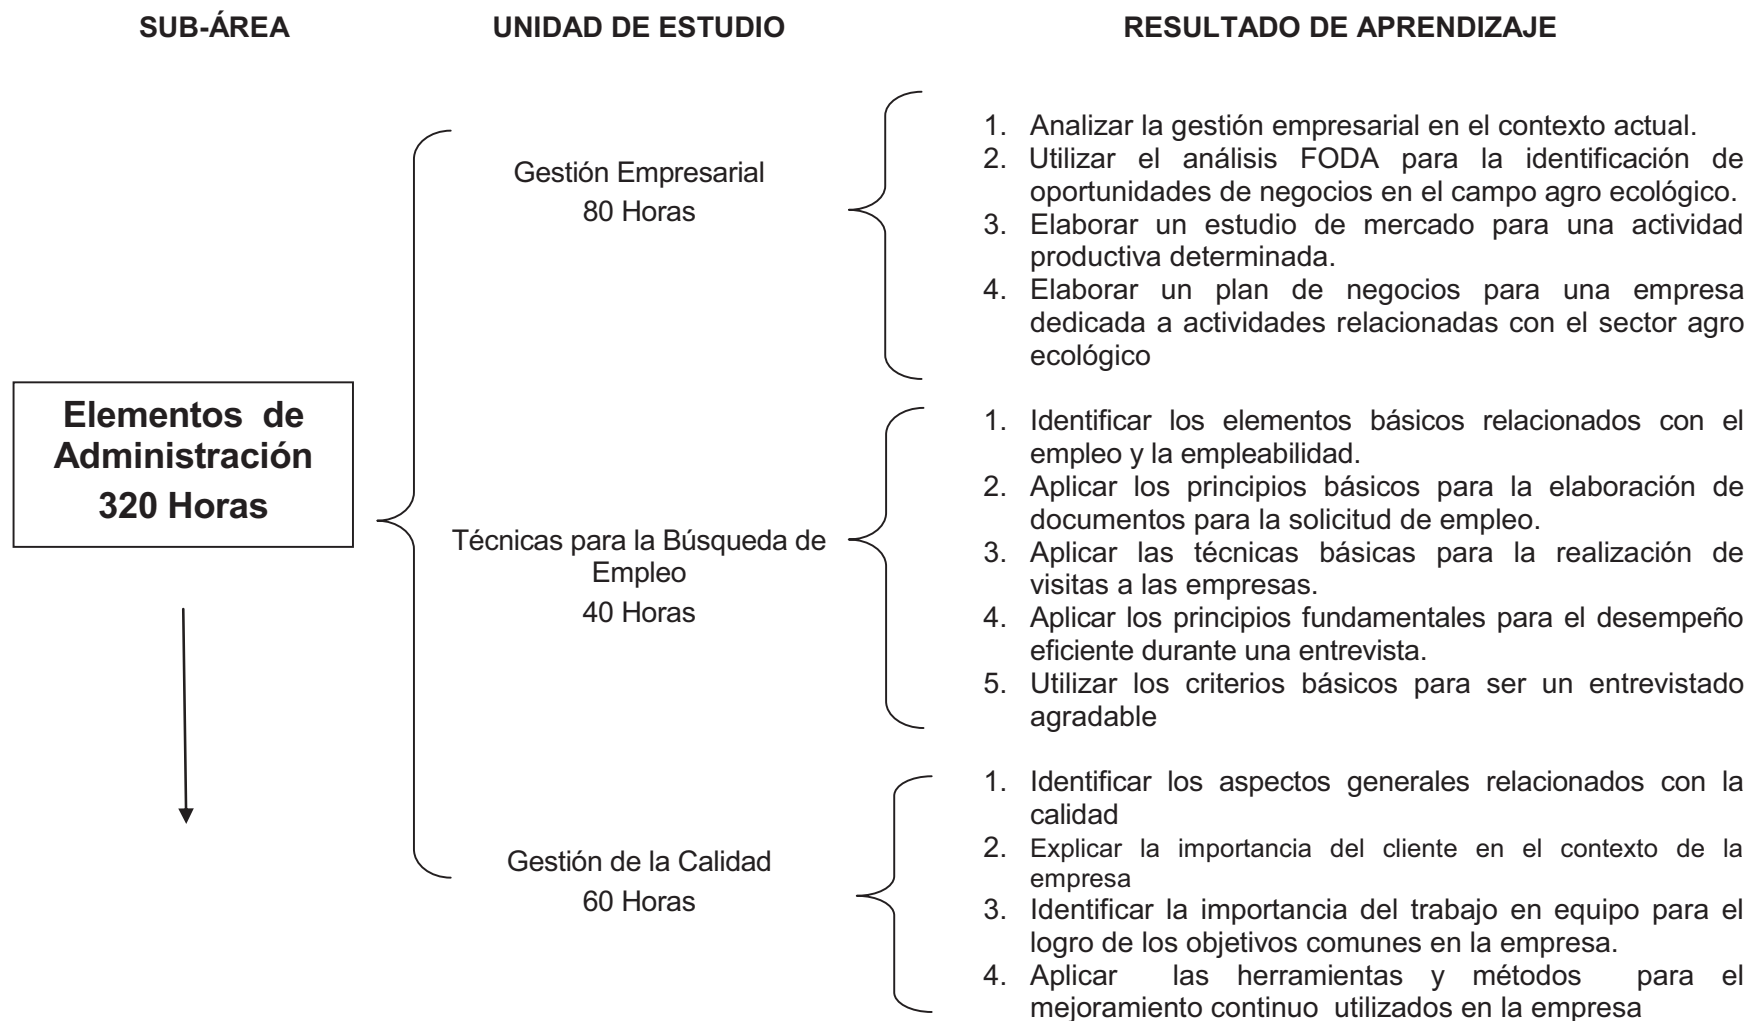 SUB-ÁREA
UNIDAD DE ESTUDIO
RESULTADO DE APRENDIZAJE
Elementos de
Administración
320 Horas
Gestión Empresarial
80 Horas
1. Analizar la gestión empresarial en el contexto actual.
2. Utilizar el análisis FODA para la identificación de
oportunidades de negocios en el campo agro ecológico.
3. Elaborar un estudio de mercado para una actividad
productiva determinada.
4. Elaborar un plan de negocios para una empresa
dedicada a actividades relacionadas con el sector agro
ecológico
Técnicas para la Búsqueda de
Empleo
40 Horas
1. Identificar los elementos básicos relacionados con el
empleo y la empleabilidad.
2. Aplicar los principios básicos para la elaboración de
documentos para la solicitud de empleo.
3. Aplicar las técnicas básicas para la realización de
visitas a las empresas.
4. Aplicar los principios fundamentales para el desempeño
eficiente durante una entrevista.
5. Utilizar los criterios básicos para ser un entrevistado
agradable
Gestión de la Calidad
60 Horas
1. Identificar los aspectos generales relacionados con la
calidad
2. Explicar la importancia del cliente en el contexto de la
empresa
3. Identificar la importancia del trabajo en equipo para el
logro de los objetivos comunes en la empresa.
4. Aplicar las herramientas y métodos para el
mejoramiento continuo utilizados en la empresa